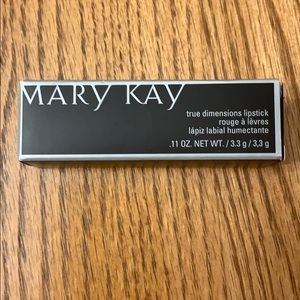 MARY KAY
true dimensions lipstick
rouge à lèvres
lápiz labial humectante
.11 OZ. NET WT. / 3.3 g / 3,3 g